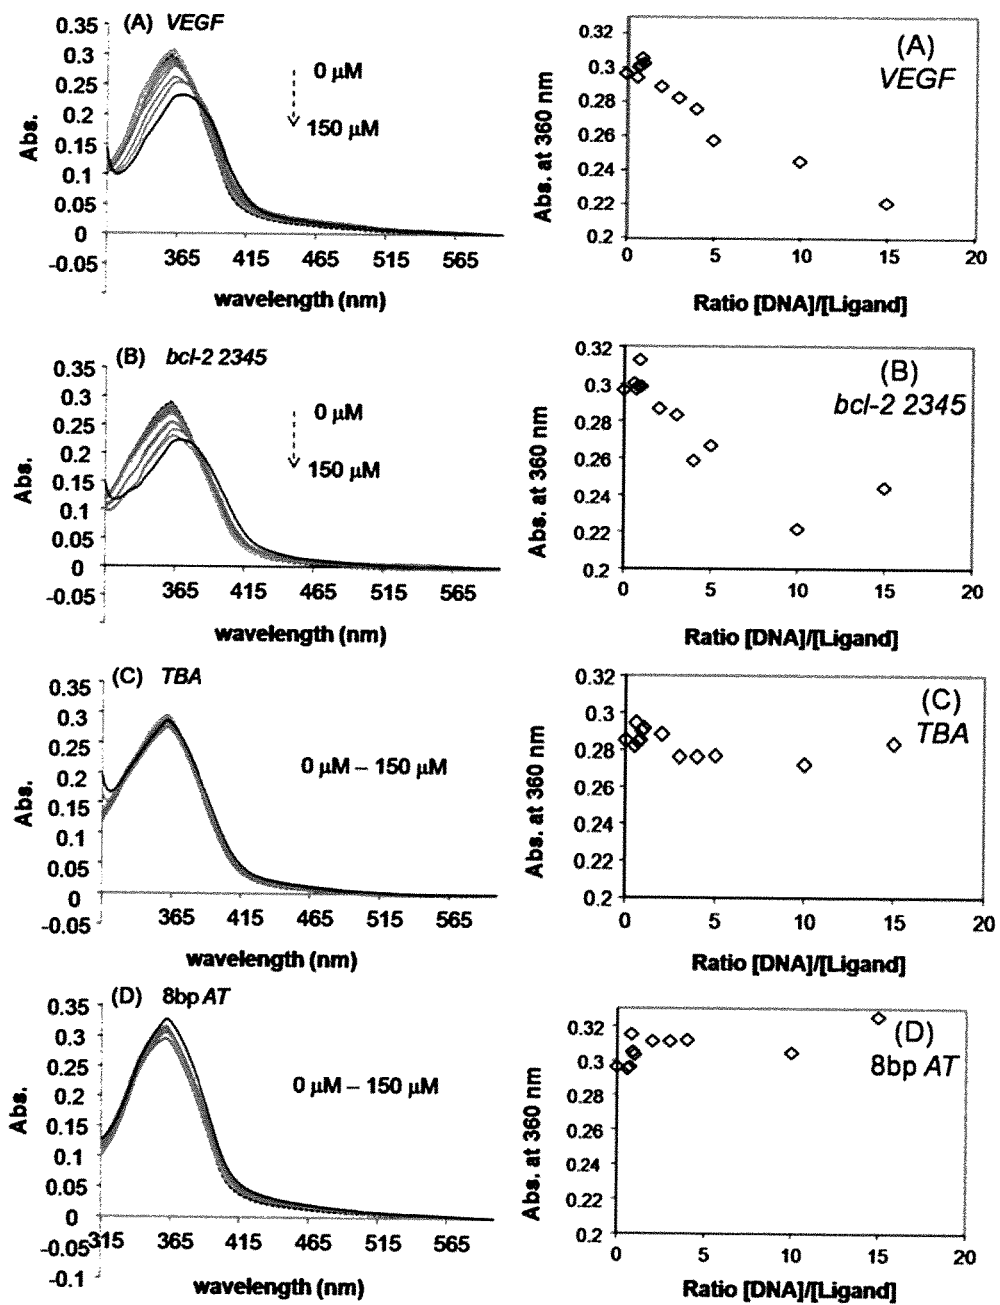 (A) VEGF
0.35
0.3
0.25
0.2
0.15
0.1
0.05
0
-0.05
Abs.
0 µM
150 µM
365 415 465 515 565
wavelength (nm)
(A)
VEGF
0.32
0.3
0.28
0.26
0.24
0.22
0.2
Abs. at 360 nm
0 5 10 15 20
Ratio [DNA]/[Ligand]
(B) bcl-2 2345
0.35
0.3
0.25
0.2
0.15
0.1
0.05
0
-0.05
Abs.
0 µM
150 µM
365 415 465 515 565
wavelength (nm)
(B)
bcl-2 2345
0.32
0.3
0.28
0.26
0.24
0.22
0.2
Abs. at 360 nm
0 5 10 15 20
Ratio [DNA]/[Ligand]
(C) TBA
0.35
0.3
0.25
0.2
0.15
0.1
0.05
0
-0.05
Abs.
0 µM – 150 µM
365 415 465 515 565
wavelength (nm)
(C)
TBA
0.32
0.3
0.28
0.26
0.24
0.22
0.2
Abs. at 360 nm
0 5 10 15 20
Ratio [DNA]/[Ligand]
(D) 8bp AT
0.35
0.3
0.25
0.2
0.15
0.1
0.05
0
-0.05
-0.1
Abs.
0 µM – 150 µM
315 365 415 465 515 565
wavelength (nm)
(D)
8bp AT
0.32
0.3
0.28
0.26
0.24
0.22
0.2
Abs. at 360 nm
0 5 10 15 20
Ratio [DNA]/[Ligand]